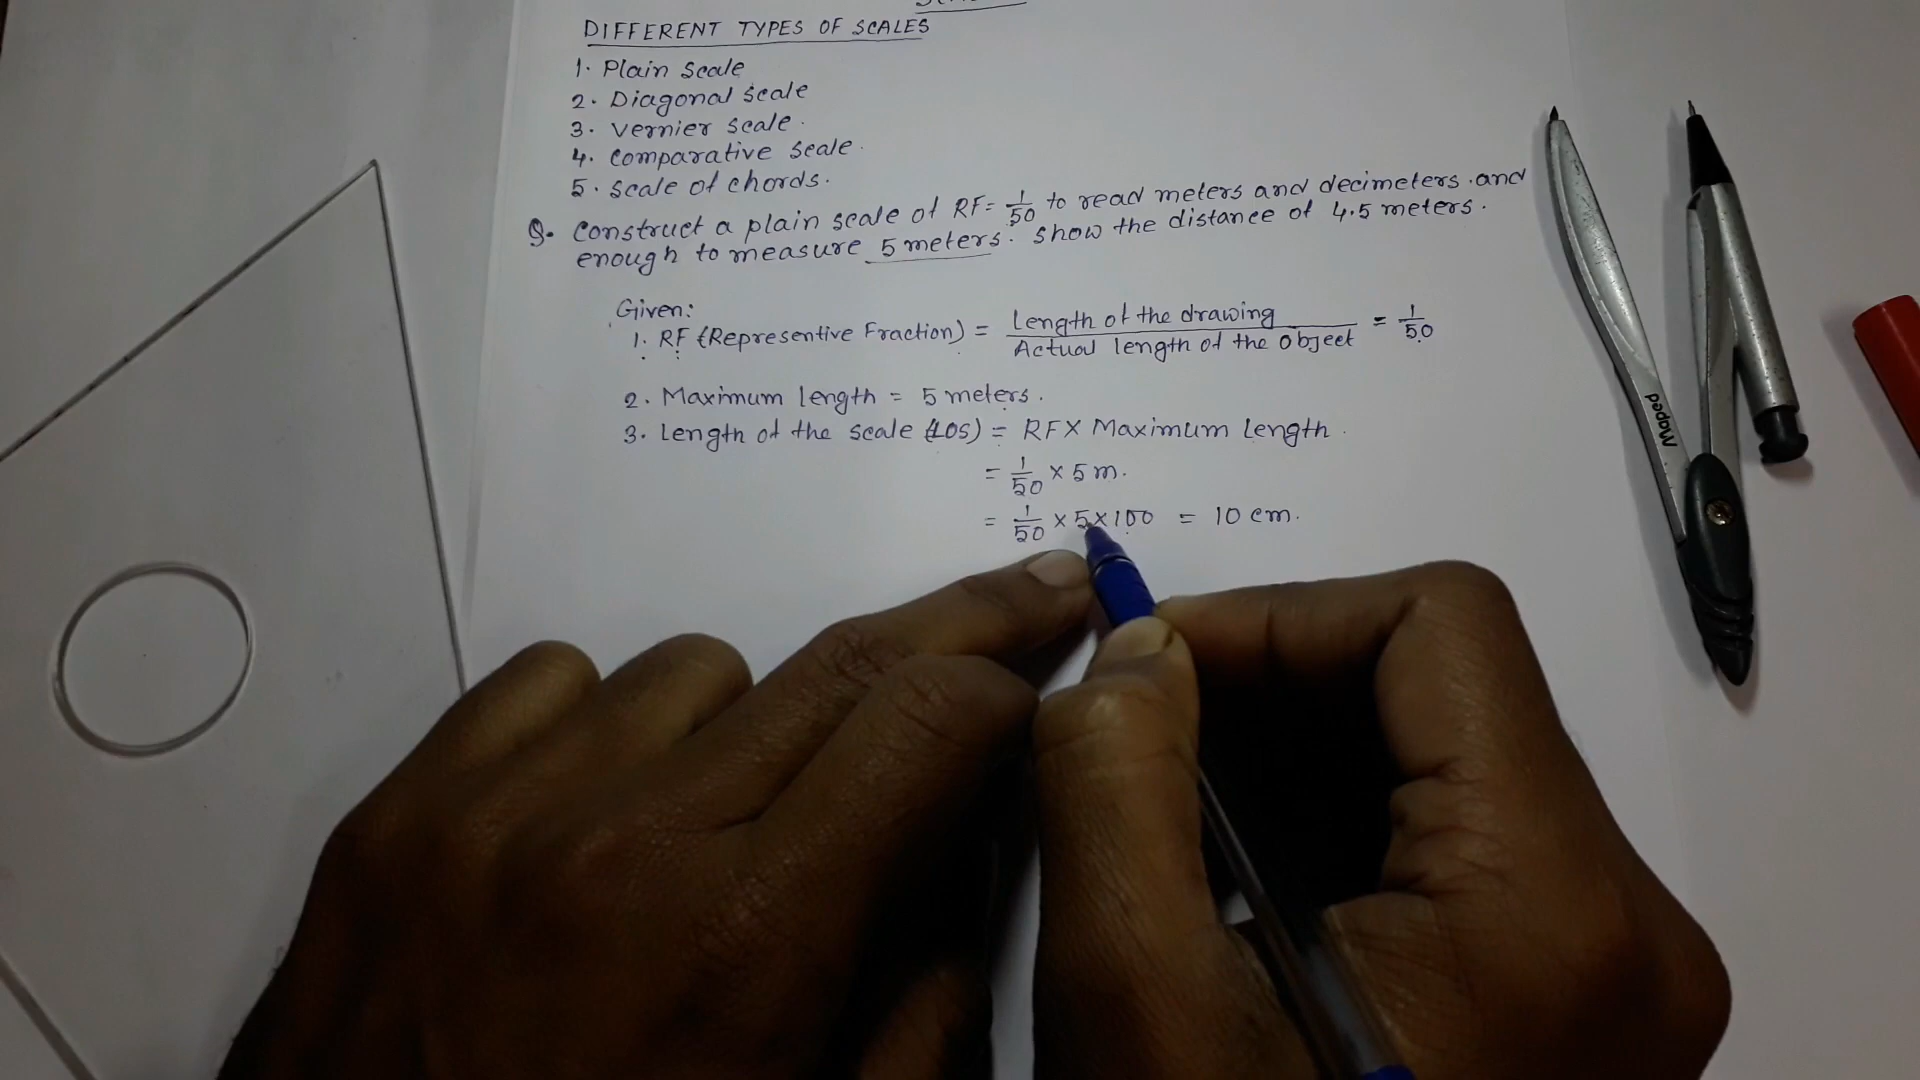 DIFFERENT TYPES OF SCALES
1. Plain scale
2. Diagonal scale
3. Vernier scale.
4. comparative scale.
5. scale of chords.
Q. construct a plain scale of RF= 1/50 to read meters and decimeters. and
enough to measure 5 meters. show the distance of 4.5 meters.
Given:
1. RF (Representive Fraction) = Length of the drawing / Actual length of the object = 1/50
2. Maximum length = 5 meters.
3. Length of the scale (LOS) = RF X Maximum Length.
= 1/50 × 5 m.
= 1/50 × 5 × 100 = 10 cm.
Maped